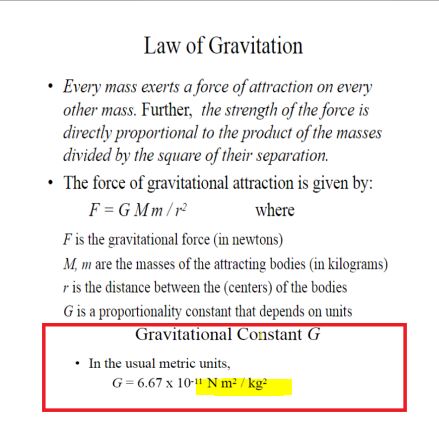 Law of Gravitation
• Every mass exerts a force of attraction on every
other mass. Further, the strength of the force is
directly proportional to the product of the masses
divided by the square of their separation.
• The force of gravitational attraction is given by:
F = G M m / r² where
F is the gravitational force (in newtons)
M, m are the masses of the attracting bodies (in kilograms)
r is the distance between the (centers) of the bodies
G is a proportionality constant that depends on units
Gravitational Constant G
• In the usual metric units,
G = 6.67 x 10⁻¹¹ N m² / kg²